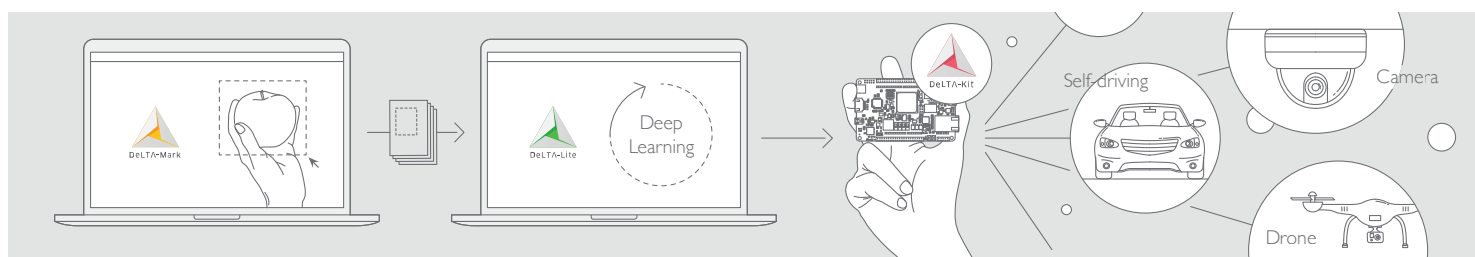 DeLTA-Mark
DeLTA-Lite
Deep
Learning
DeLTA-Kit
Self-driving
Camera
Drone